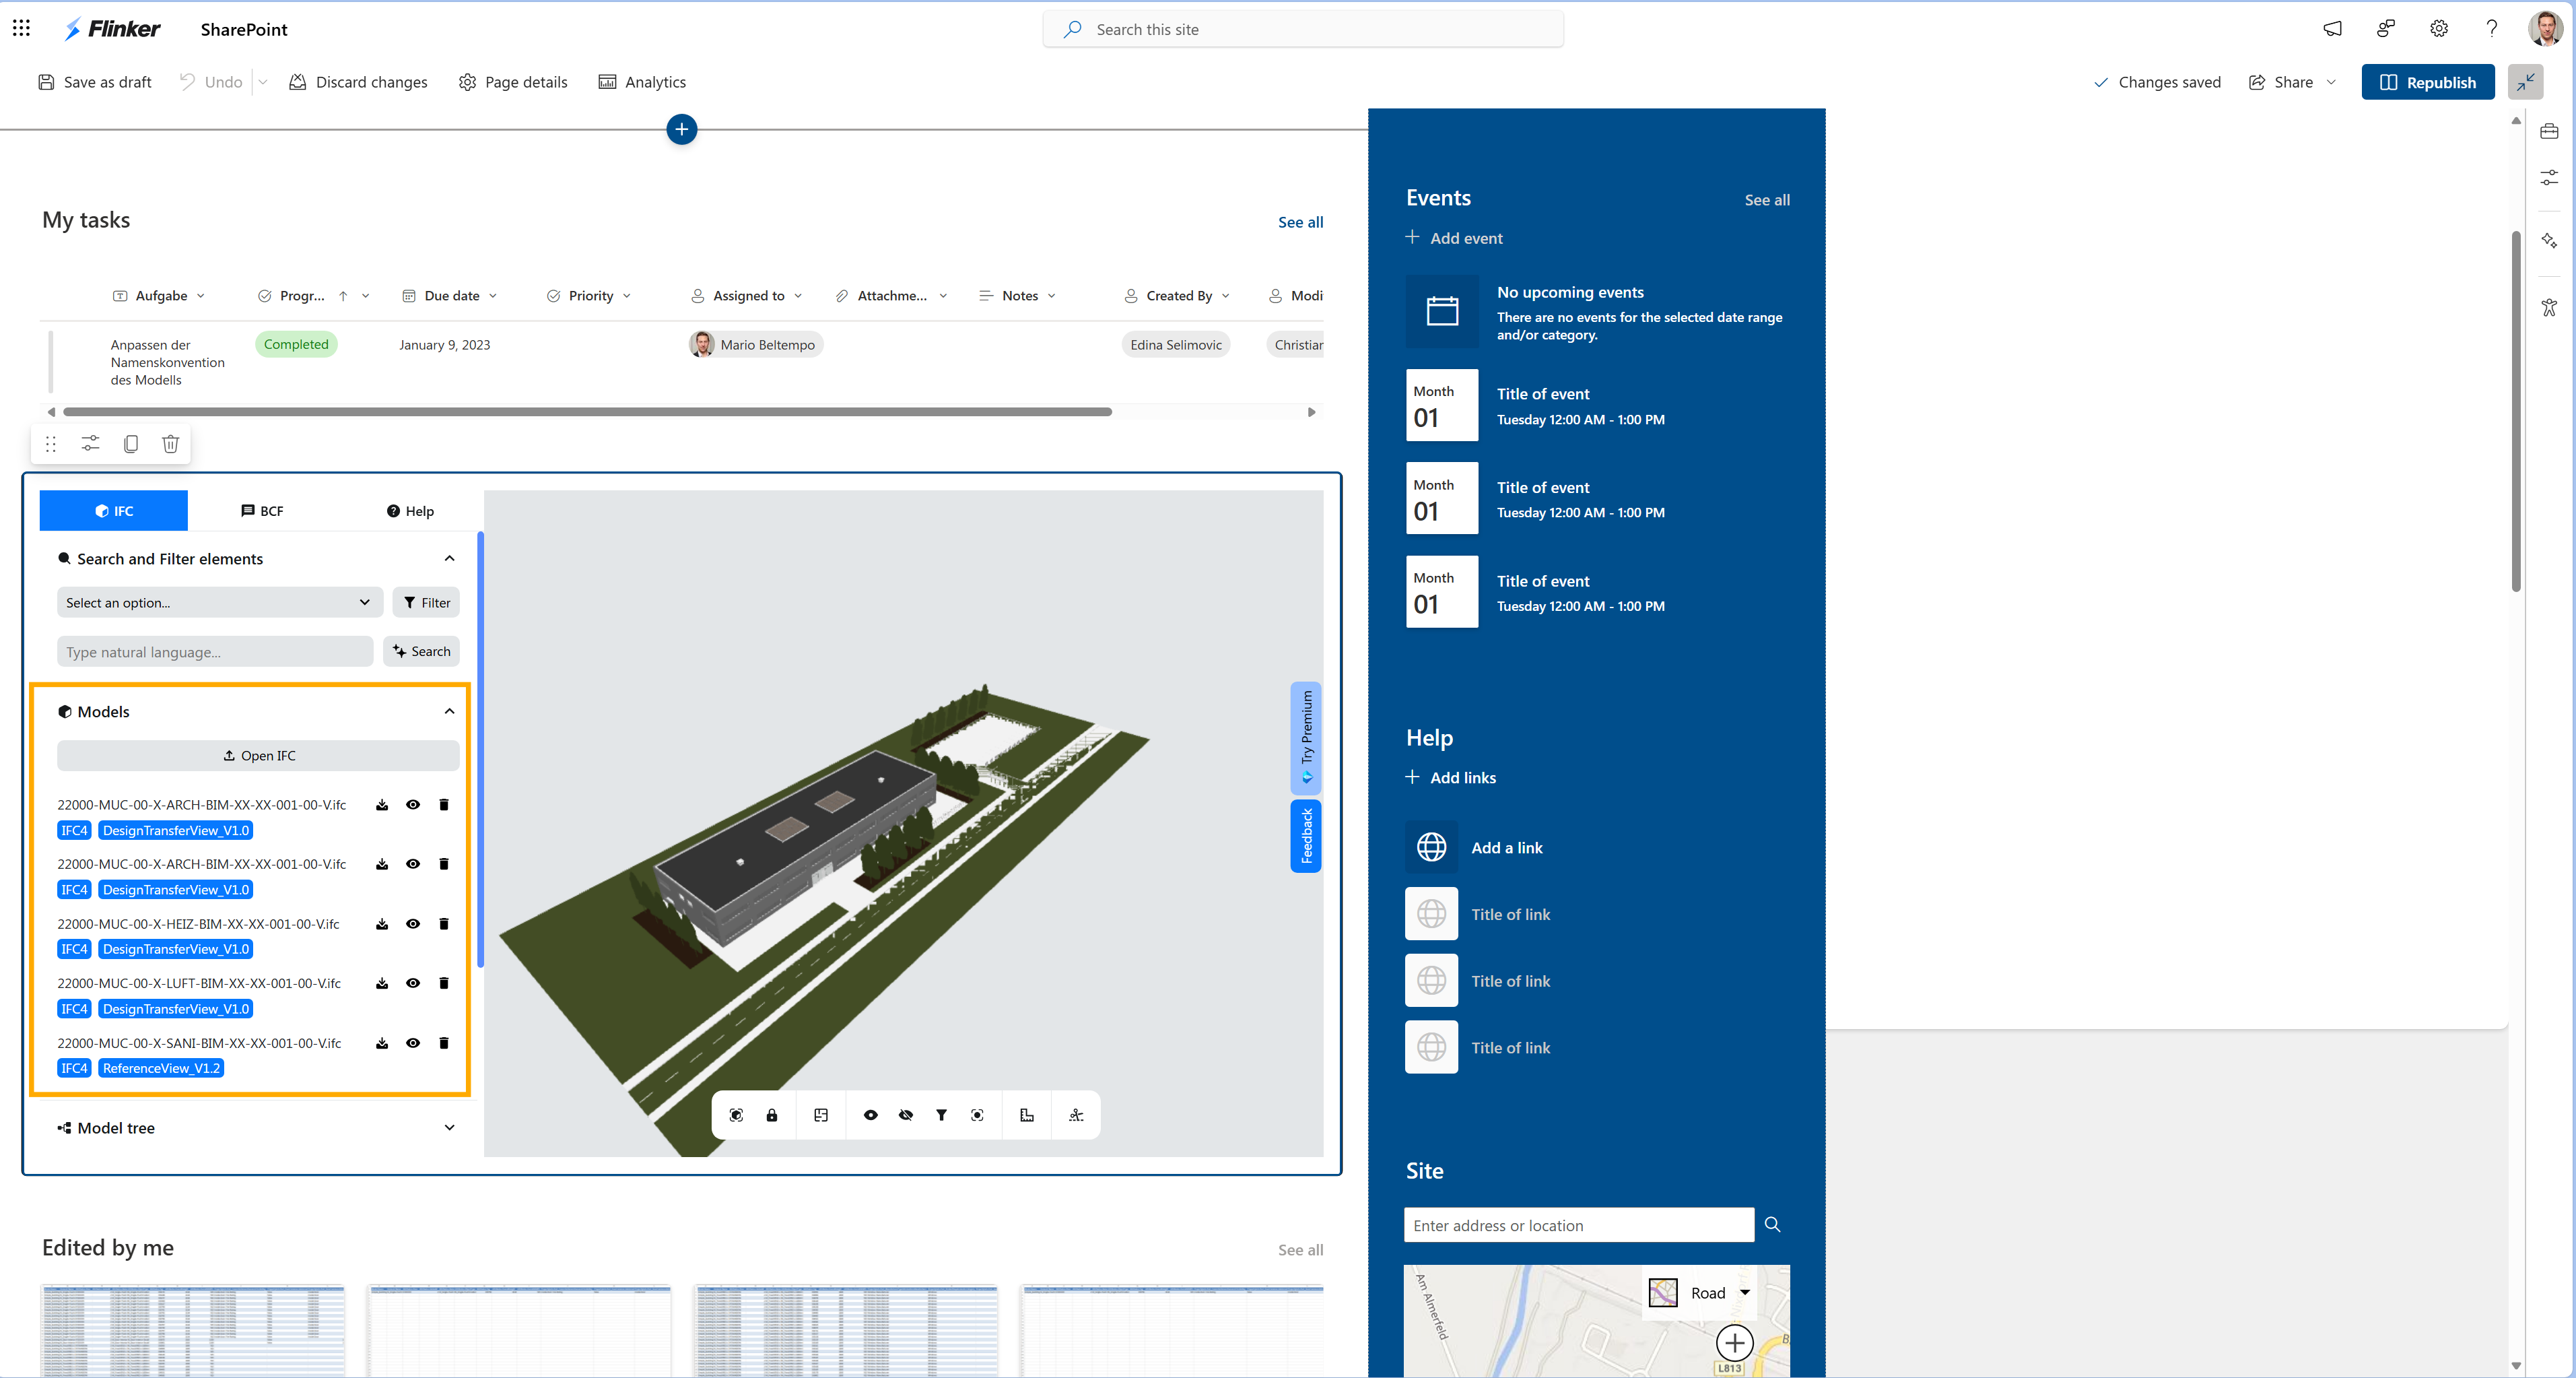 Flinker
SharePoint
Search this site
Save as draft
Undo
Discard changes
Page details
Analytics
Changes saved
Share
Republish
My tasks
See all
Aufgabe
Progr...
Due date
Priority
Assigned to
Attachme...
Notes
Created By
Modi
Anpassen der
Namenskonvention
des Modells
Completed
January 9, 2023
Mario Beltempo
Edina Selimovic
Christian
IFC
BCF
Help
Search and Filter elements
Select an option...
Filter
Type natural language...
Search
Models
Open IFC
22000-MUC-00-X-ARCH-BIM-XX-XX-001-00-V.ifc
IFC4 DesignTransferView_V1.0
22000-MUC-00-X-ARCH-BIM-XX-XX-001-00-V.ifc
IFC4 DesignTransferView_V1.0
22000-MUC-00-X-HEIZ-BIM-XX-XX-001-00-V.ifc
IFC4 DesignTransferView_V1.0
22000-MUC-00-X-LUFT-BIM-XX-XX-001-00-V.ifc
IFC4 DesignTransferView_V1.0
22000-MUC-00-X-SANI-BIM-XX-XX-001-00-V.ifc
IFC4 ReferenceView_V1.2
Model tree
Try Premium
Feedback
Edited by me
See all
Events
See all
Add event
No upcoming events
There are no events for the selected date range
and/or category.
Month
01
Title of event
Tuesday 12:00 AM - 1:00 PM
Month
01
Title of event
Tuesday 12:00 AM - 1:00 PM
Month
01
Title of event
Tuesday 12:00 AM - 1:00 PM
Help
Add links
Add a link
Title of link
Title of link
Title of link
Site
Enter address or location
Am Almerfeld
Road
L813